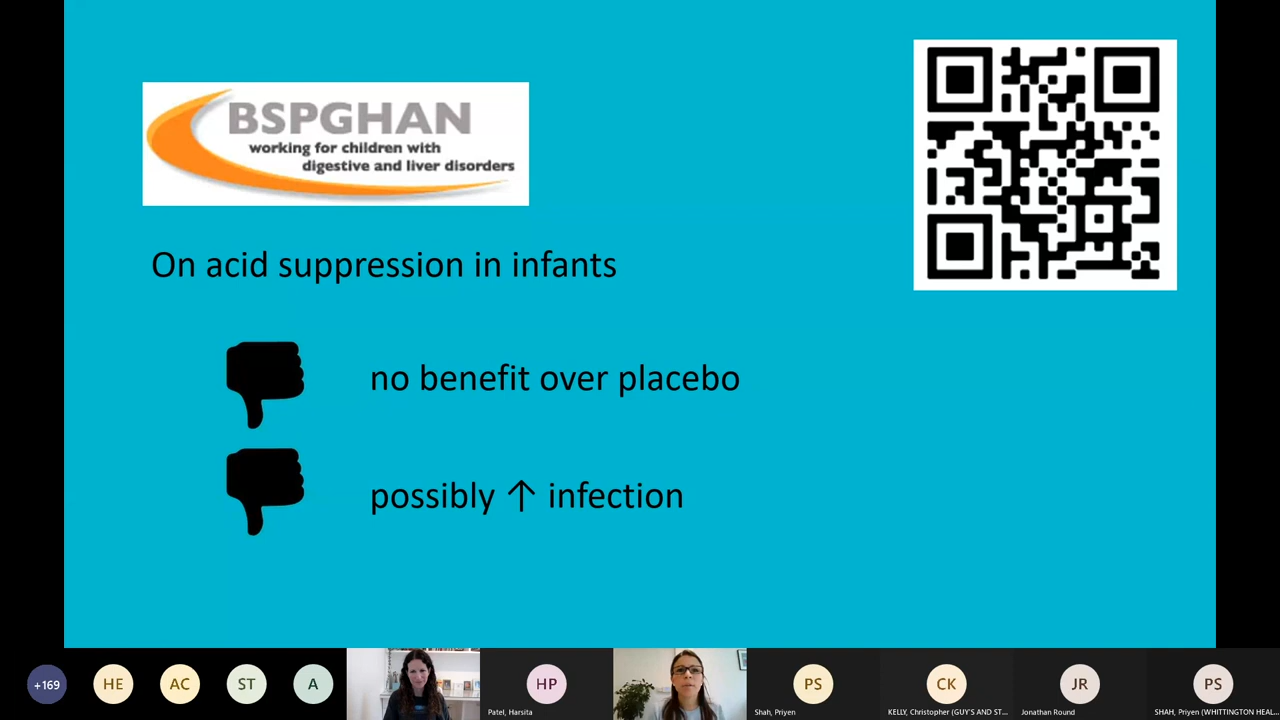 BSPGHAN
working for children with
digestive and liver disorders
On acid suppression in infants
no benefit over placebo
possibly ↑ infection
+169
HE
AC
ST
A
HP
Patel, Harsita
PS
Shah, Priyen
CK
KELLY, Christopher (GUY'S AND ST...
JR
Jonathan Round
PS
SHAH, Priyen (WHITTINGTON HEAL...